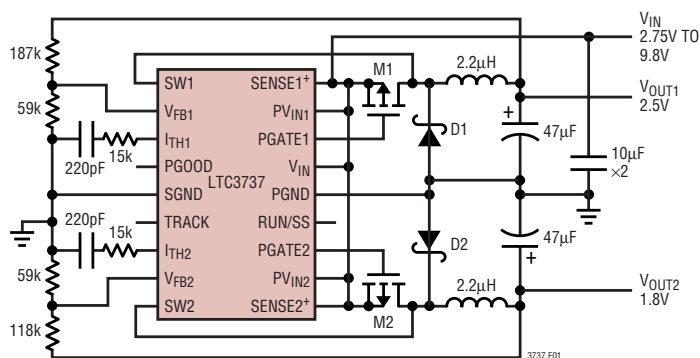 187k
59k
220pF
15k
220pF
15k
59k
118k
SW1
VFB1
ITH1
PGOOD
SGND
TRACK
ITH2
VFB2
SW2
LTC3737
SENSE1+
PVIN1
PGATE1
VIN
PGND
RUN/SS
PGATE2
PVIN2
SENSE2+
M1
M2
D1
D2
2.2µH
2.2µH
+
47µF
47µF
+
10µF
×2
VIN
2.75V TO
9.8V
VOUT1
2.5V
VOUT2
1.8V
3737 F01